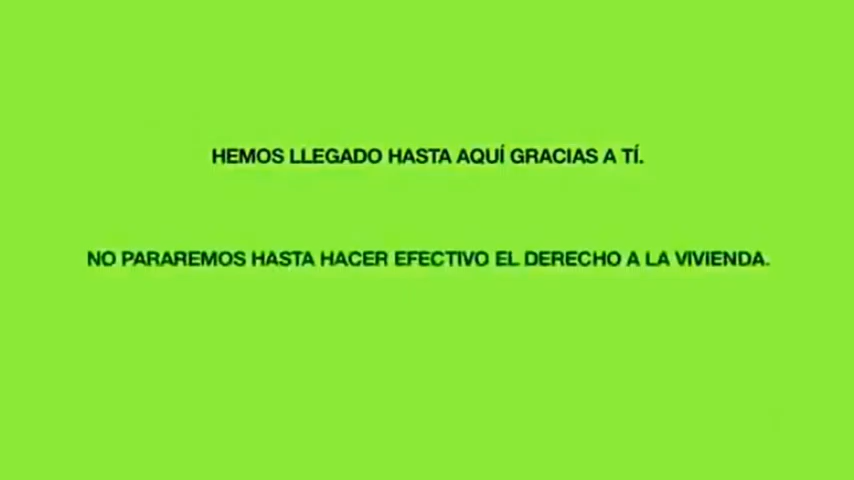 HEMOS LLEGADO HASTA AQUÍ GRACIAS A TÍ.
NO PARAREMOS HASTA HACER EFECTIVO EL DERECHO A LA VIVIENDA.